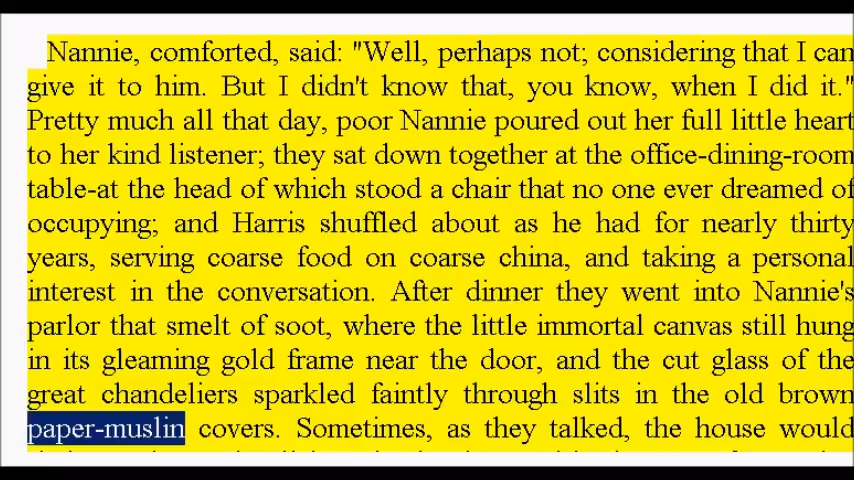 Nannie, comforted, said: "Well, perhaps not; considering that I can
give it to him. But I didn't know that, you know, when I did it."
Pretty much all that day, poor Nannie poured out her full little heart
to her kind listener; they sat down together at the office-dining-room
table-at the head of which stood a chair that no one ever dreamed of
occupying; and Harris shuffled about as he had for nearly thirty
years, serving coarse food on coarse china, and taking a personal
interest in the conversation. After dinner they went into Nannie's
parlor that smelt of soot, where the little immortal canvas still hung
in its gleaming gold frame near the door, and the cut glass of the
great chandeliers sparkled faintly through slits in the old brown
paper-muslin covers. Sometimes, as they talked, the house would